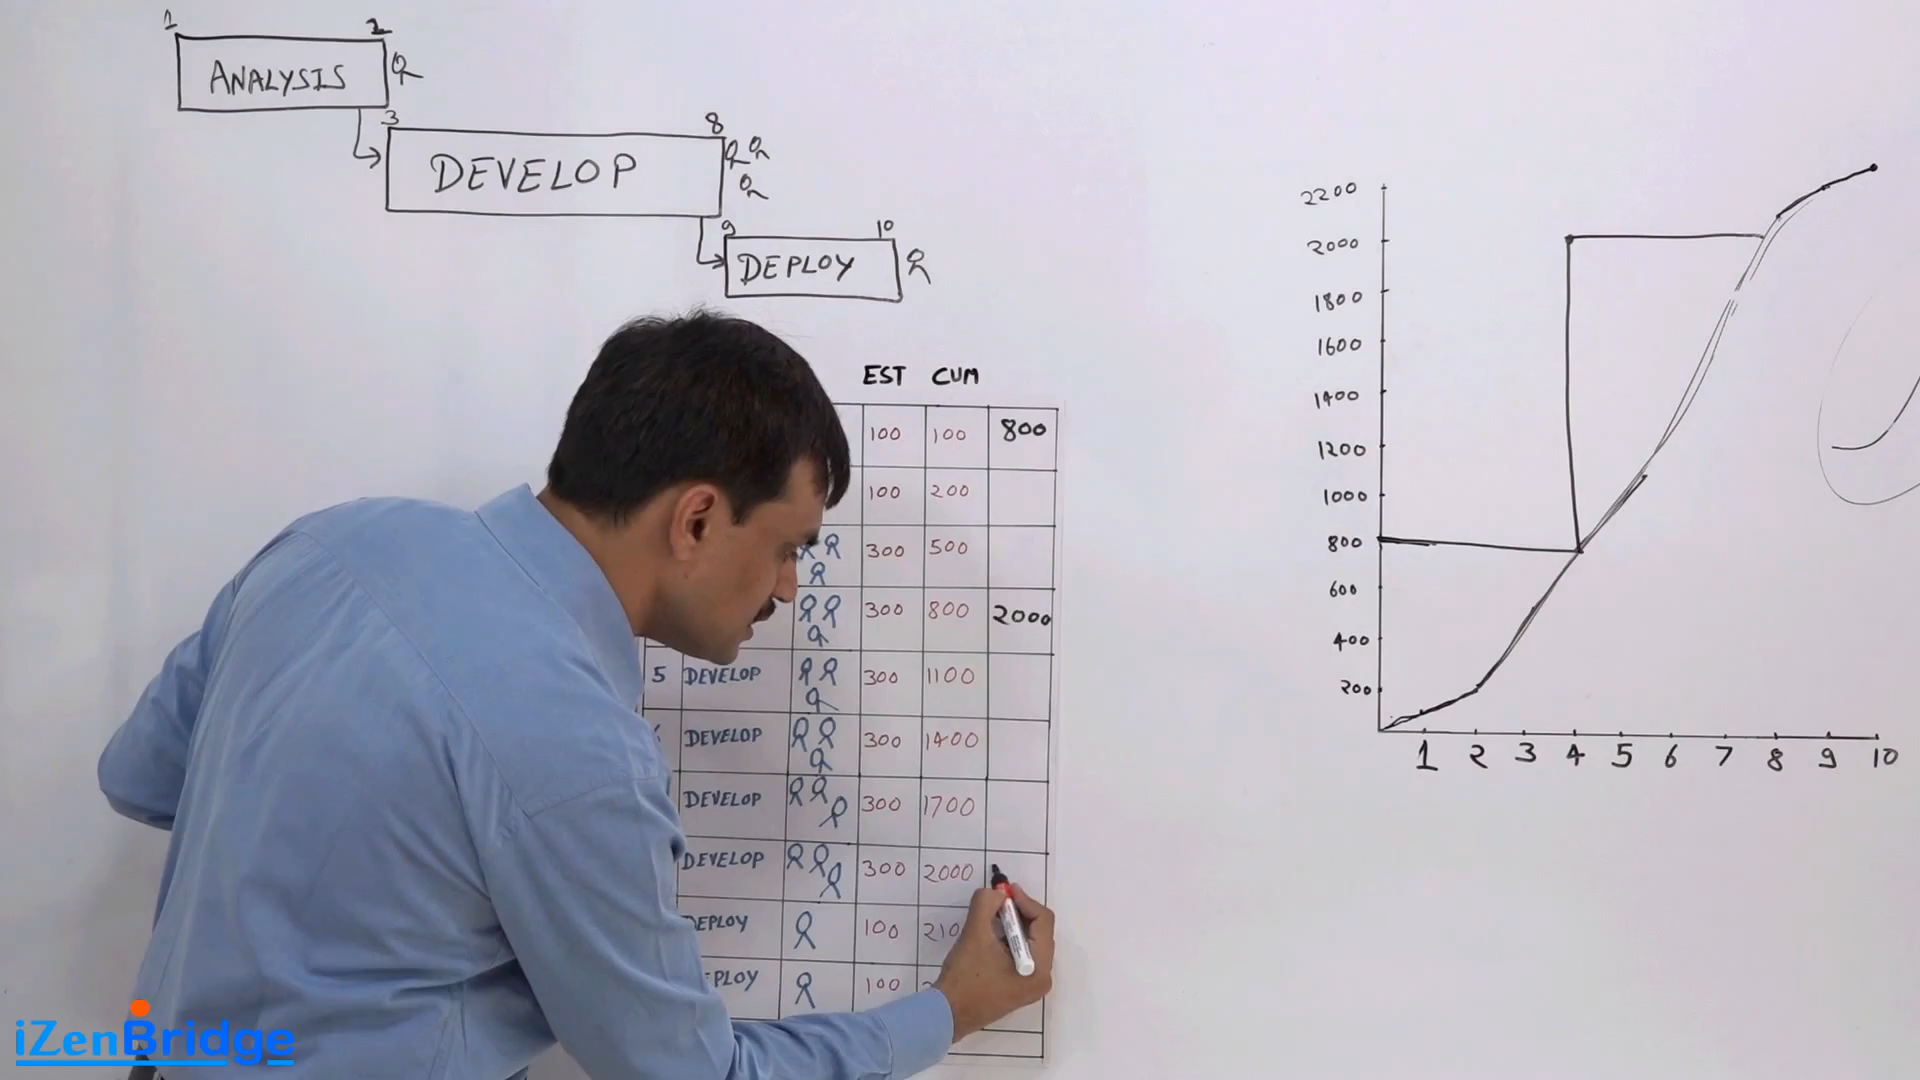 1 2
ANALYSIS
3 8
DEVELOP
9 10
DEPLOY
EST CUM
100 100 800
100 200
300 500
300 800 2000
5 DEVELOP 300 1100
DEVELOP 300 1400
DEVELOP 300 1700
DEVELOP 300 2000
DEPLOY 100 210
PLOY 100
2200
2000
1800
1600
1400
1200
1000
800
600
400
200
1 2 3 4 5 6 7 8 9 10
iZenBridge